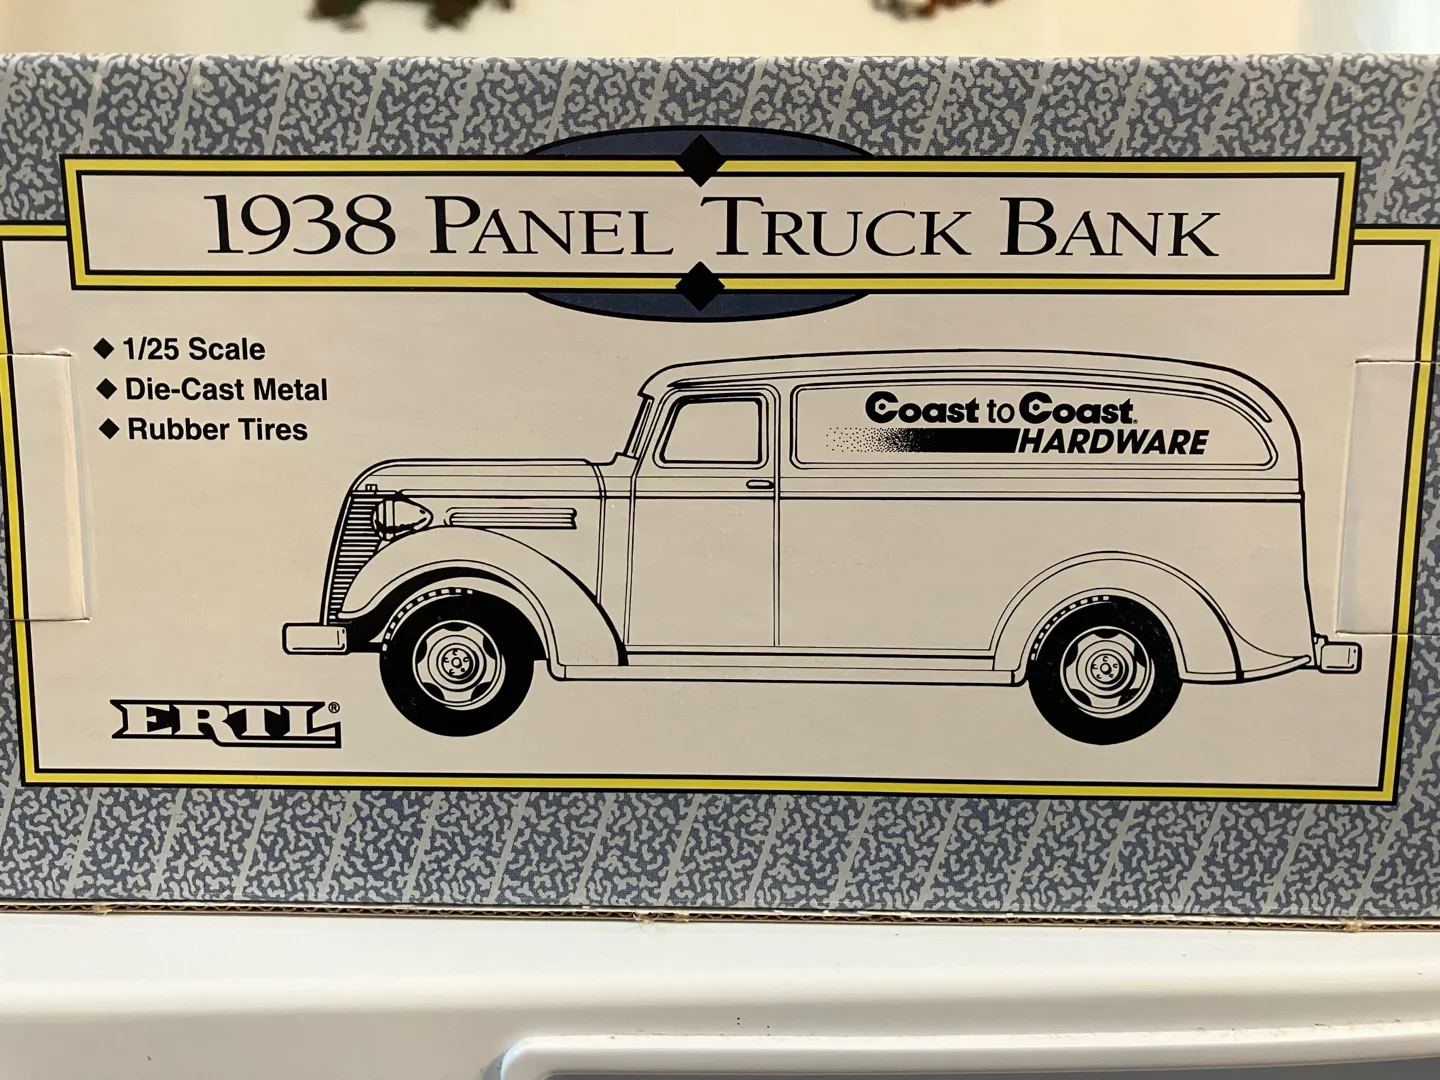 1938 PANEL TRUCK BANK
◆ 1/25 Scale
◆ Die-Cast Metal
◆ Rubber Tires
Coast to Coast®
HARDWARE
ERTL®